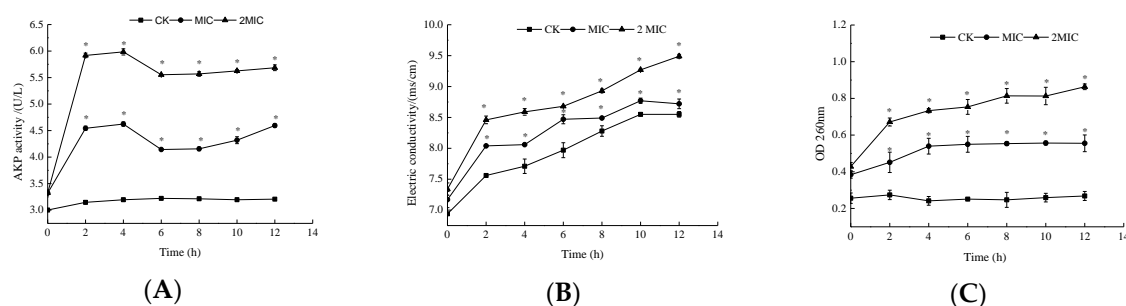 CK MIC 2MIC
6.5
6.0
5.5
5.0
4.5
4.0
3.5
3.0
AKP activity /(U/L)
* * * * * *
* * * * * *
0 2 4 6 8 10 12 14
Time (h)
(A)
CK MIC 2 MIC
10.0
9.5
9.0
8.5
8.0
7.5
7.0
Electric conductivity/(ms/cm)
* * * * * *
* * * * * *
0 2 4 6 8 10 12 14
Time (h)
(B)
CK MIC 2MIC
1.2
1.0
0.8
0.6
0.4
0.2
OD 260nm
* * * * * *
* * * * * *
0 2 4 6 8 10 12 14
Time (h)
(C)